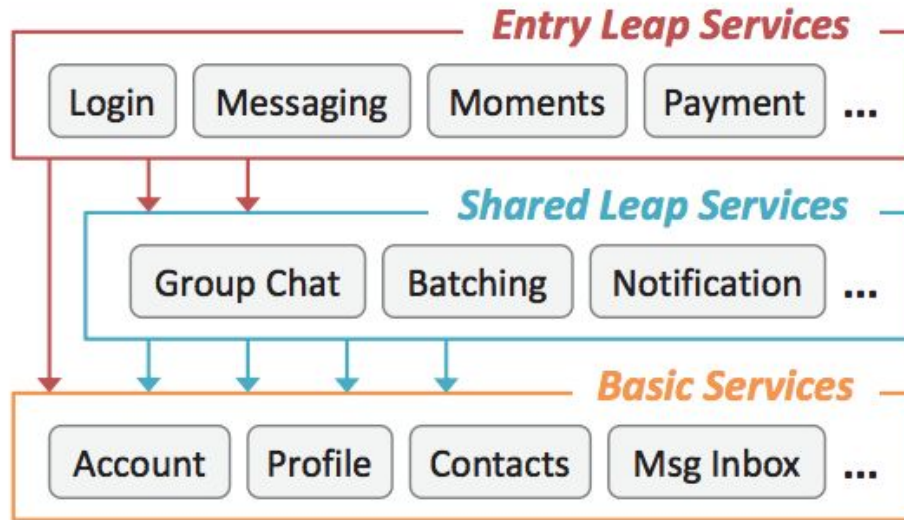 Entry Leap Services
Login Messaging Moments Payment ...
Shared Leap Services
Group Chat Batching Notification ...
Basic Services
Account Profile Contacts Msg Inbox ...